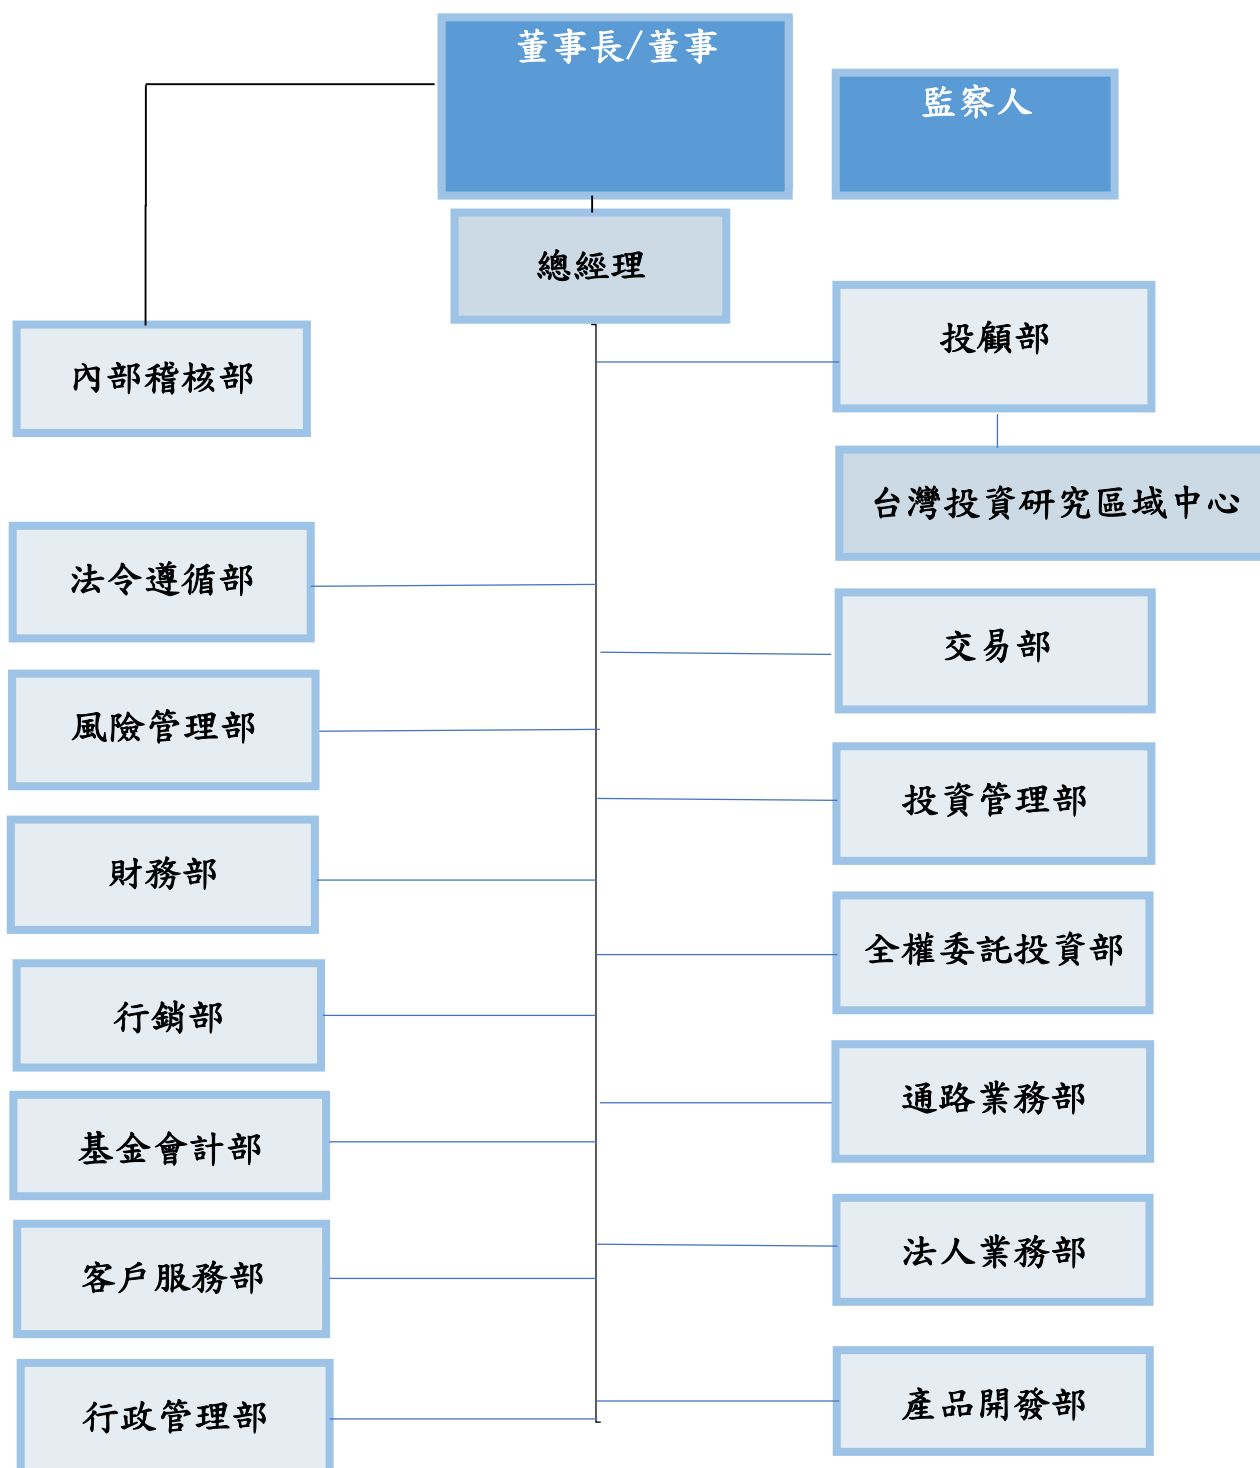 董事長/董事
監察人
總經理
投顧部
內部稽核部
台灣投資研究區域中心
法令遵循部
交易部
風險管理部
投資管理部
財務部
全權委託投資部
行銷部
通路業務部
基金會計部
法人業務部
客戶服務部
產品開發部
行政管理部